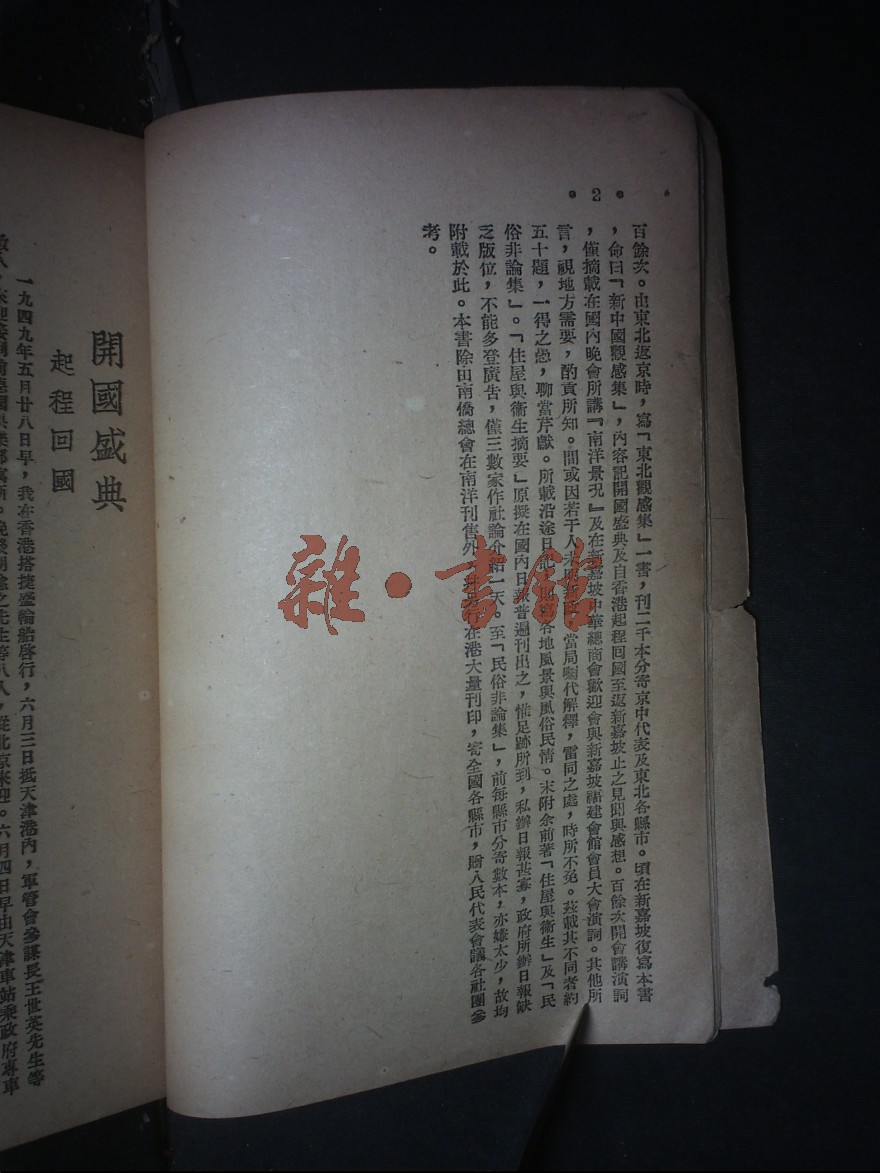 2
百餘次。由東北返京時，寫「東北觀感集」一書，刊二千本分寄京中代表及東北各縣市。頃在新嘉坡復寫本書
，命曰「新中國觀感集」，內容記開國盛典及自香港起程回國至返新嘉坡止之見聞與感想。百餘次開會講演詞
，僅摘載在國內晚會所講『南洋景況』及在新嘉坡中華總商會歡迎會與新嘉坡福建會館會員大會演詞。其他所
言，視地方需要，酌貢所知。間或因若干人未
當局囑代解釋，雷同之處，時所不免。茲載其不同者約
五十題，一得之愚，聊當芹獻。所載沿途日記
各地風景與風俗民情。末附余前著「住屋與衞生」及「民
俗非論集」。「住屋與衞生摘要」原擬在國內日報普遍刊出之，惟足跡所到，私辦日報甚寡，政府所辦日報缺
乏版位，不能多登廣告，僅三數家作社論介紹一天。至「民俗非論集」，前每縣市分寄數本，亦嫌太少，故均
附載於此。本書除由南僑總會在南洋刊售外
在港大量刊印，寄全國各縣市，贈人民代表會議各社團參
考。
開國盛典
起程回國
一九四九年五月廿八日早，我在香港搭捷盛輪船啓行，六月三日抵天津港內，軍管會參謀長王世英先生等
先生等八人，從北京來迎。六月四日早由天津車站乘政府專車
雜·書館